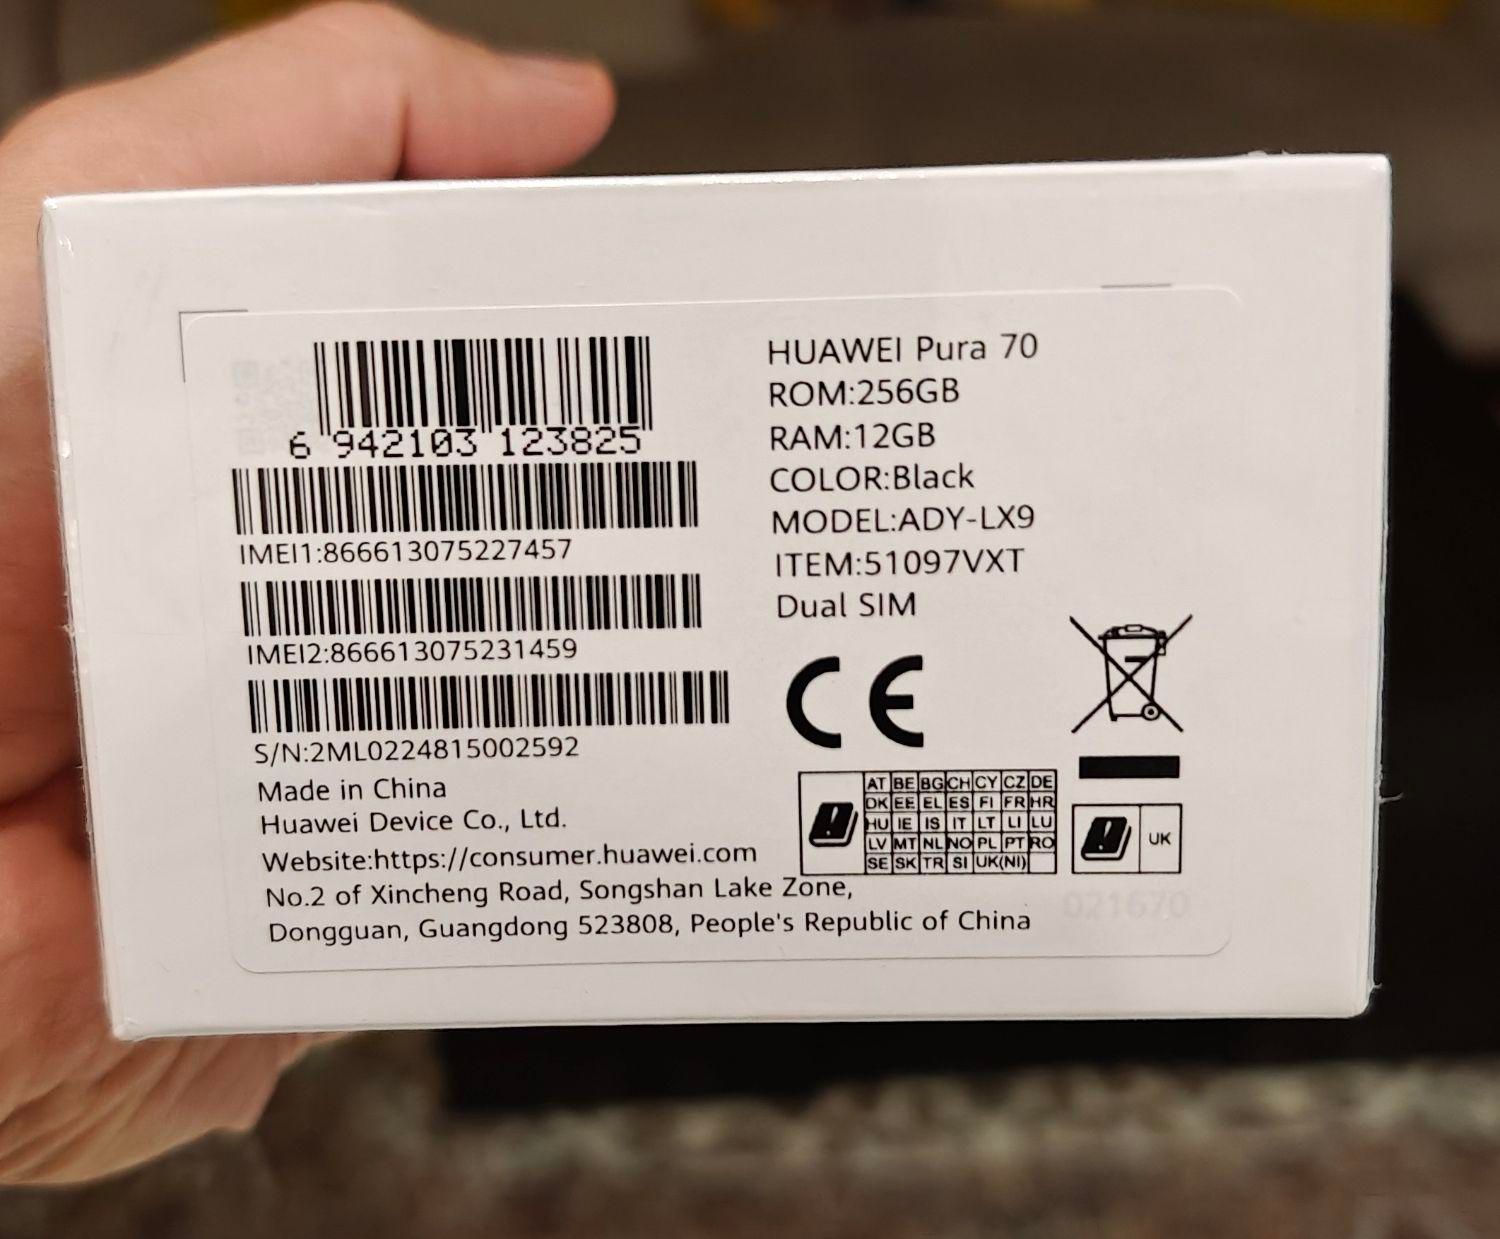 6 942103 123825
IMEI1:866613075227457
IMEI2:866613075231459
S/N:2ML0224815002592
Made in China
Huawei Device Co., Ltd.
Website:https://consumer.huawei.com
No.2 of Xincheng Road, Songshan Lake Zone,
Dongguan, Guangdong 523808, People's Republic of China
HUAWEI Pura 70
ROM:256GB
RAM:12GB
COLOR:Black
MODEL:ADY-LX9
ITEM:51097VXT
Dual SIM
CE
AT BE BG CH CY CZ DE
DK EE EL ES FI FR HR
HU IE IS IT LT LI LU
LV MT NL NO PL PT RO
SE SK TR SI UK(NI)
UK
021670